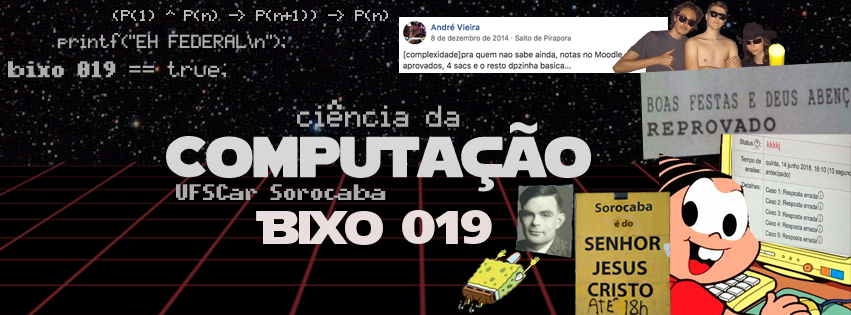 (P(1) ^ P(n) -> P(n+1)) -> P(n)
printf("EH FEDERAL\n");
bixo 019 == true;
André Vieira
8 de dezembro de 2014 · Salto de Pirapora
[complexidade]pra quem nao sabe ainda, notas no Moodle
aprovados, 4 sacs e o resto dpzinha basica...
BOAS FESTAS E DEUS ABENÇ
REPROVADO
ciência da
COMPUTAÇÃO
UFSCar Sorocaba
BIXO 019
Status
kkkkj
Tempo de
analise:
quinta, 14 junho 2018, 16:10 (13 segund
antecipado)
Detalhes:
Caso 1: Resposta errada
Caso 2: Resposta errada
Caso 3: Resposta errada
Caso 4: Resposta errada
Caso 5: Resposta errada
Sorocaba
é do
SENHOR
JESUS
CRISTO
ATÉ 18h